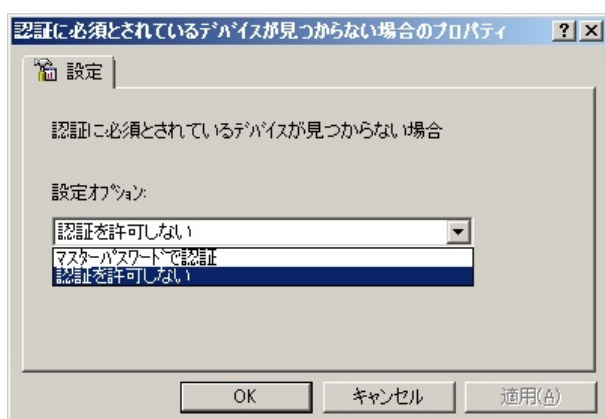 認証に必須とされているﾃﾞﾊﾞｲｽが見つからない場合のﾌﾟﾛﾊﾟﾃｨ
設定
認証に必須とされているﾃﾞﾊﾞｲｽが見つからない場合
設定ｵﾌﾟｼｮﾝ:
認証を許可しない
ﾏｽﾀｰﾊﾟｽﾜｰﾄﾞで認証
認証を許可しない
OK キャンセル 適用(A)